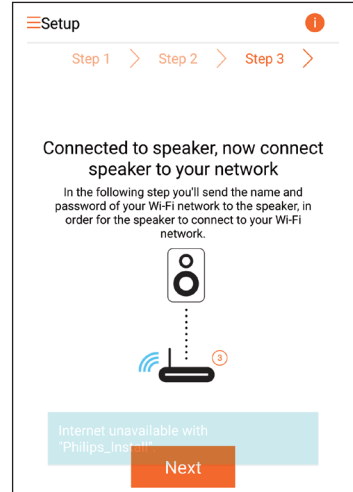 Setup
i
Step 1 > Step 2 > Step 3 >
Connected to speaker, now connect
speaker to your network
In the following step you'll send the name and
password of your Wi-Fi network to the speaker, in
order for the speaker to connect to your Wi-Fi
network.
3
Internet unavailable with
"Philips_Install"
Next